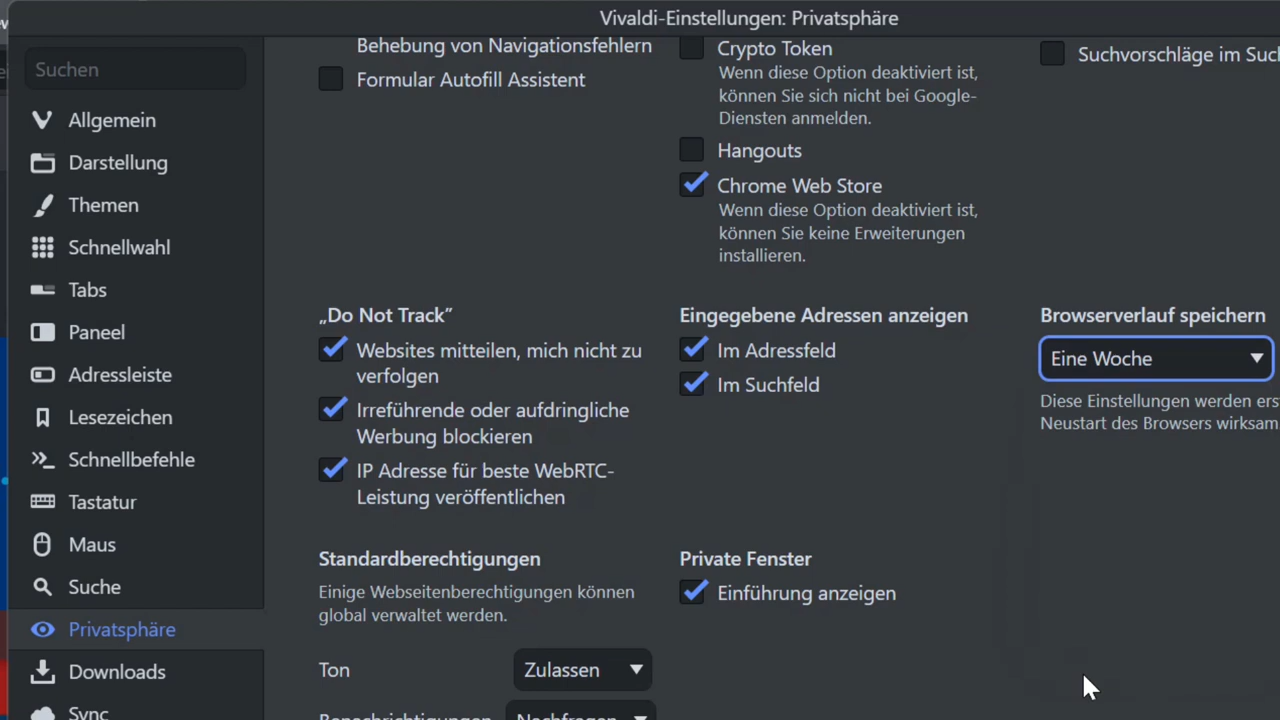 Vivaldi-Einstellungen: Privatsphäre
Suchen
Allgemein
Darstellung
Themen
Schnellwahl
Tabs
Paneel
Adressleiste
Lesezeichen
Schnellbefehle
Tastatur
Maus
Suche
Privatsphäre
Downloads
Sync
Behebung von Navigationsfehlern
Formular Autofill Assistent
Crypto Token
Wenn diese Option deaktiviert ist,
können Sie sich nicht bei Google-
Diensten anmelden.
Hangouts
Chrome Web Store
Wenn diese Option deaktiviert ist,
können Sie keine Erweiterungen
installieren.
Suchvorschläge im
„Do Not Track”
Websites mitteilen, mich nicht zu
verfolgen
Irreführende oder aufdringliche
Werbung blockieren
IP Adresse für beste WebRTC-
Leistung veröffentlichen
Eingegebene Adressen anzeigen
Im Adressfeld
Im Suchfeld
Browserverlauf speichern
Eine Woche
Diese Einstellungen werden
Neustart des Browsers wirksam
Standardberechtigungen
Einige Webseitenberechtigungen können
global verwaltet werden.
Ton
Zulassen
Benachrichtigungen
Nachfragen
Private Fenster
Einführung anzeigen